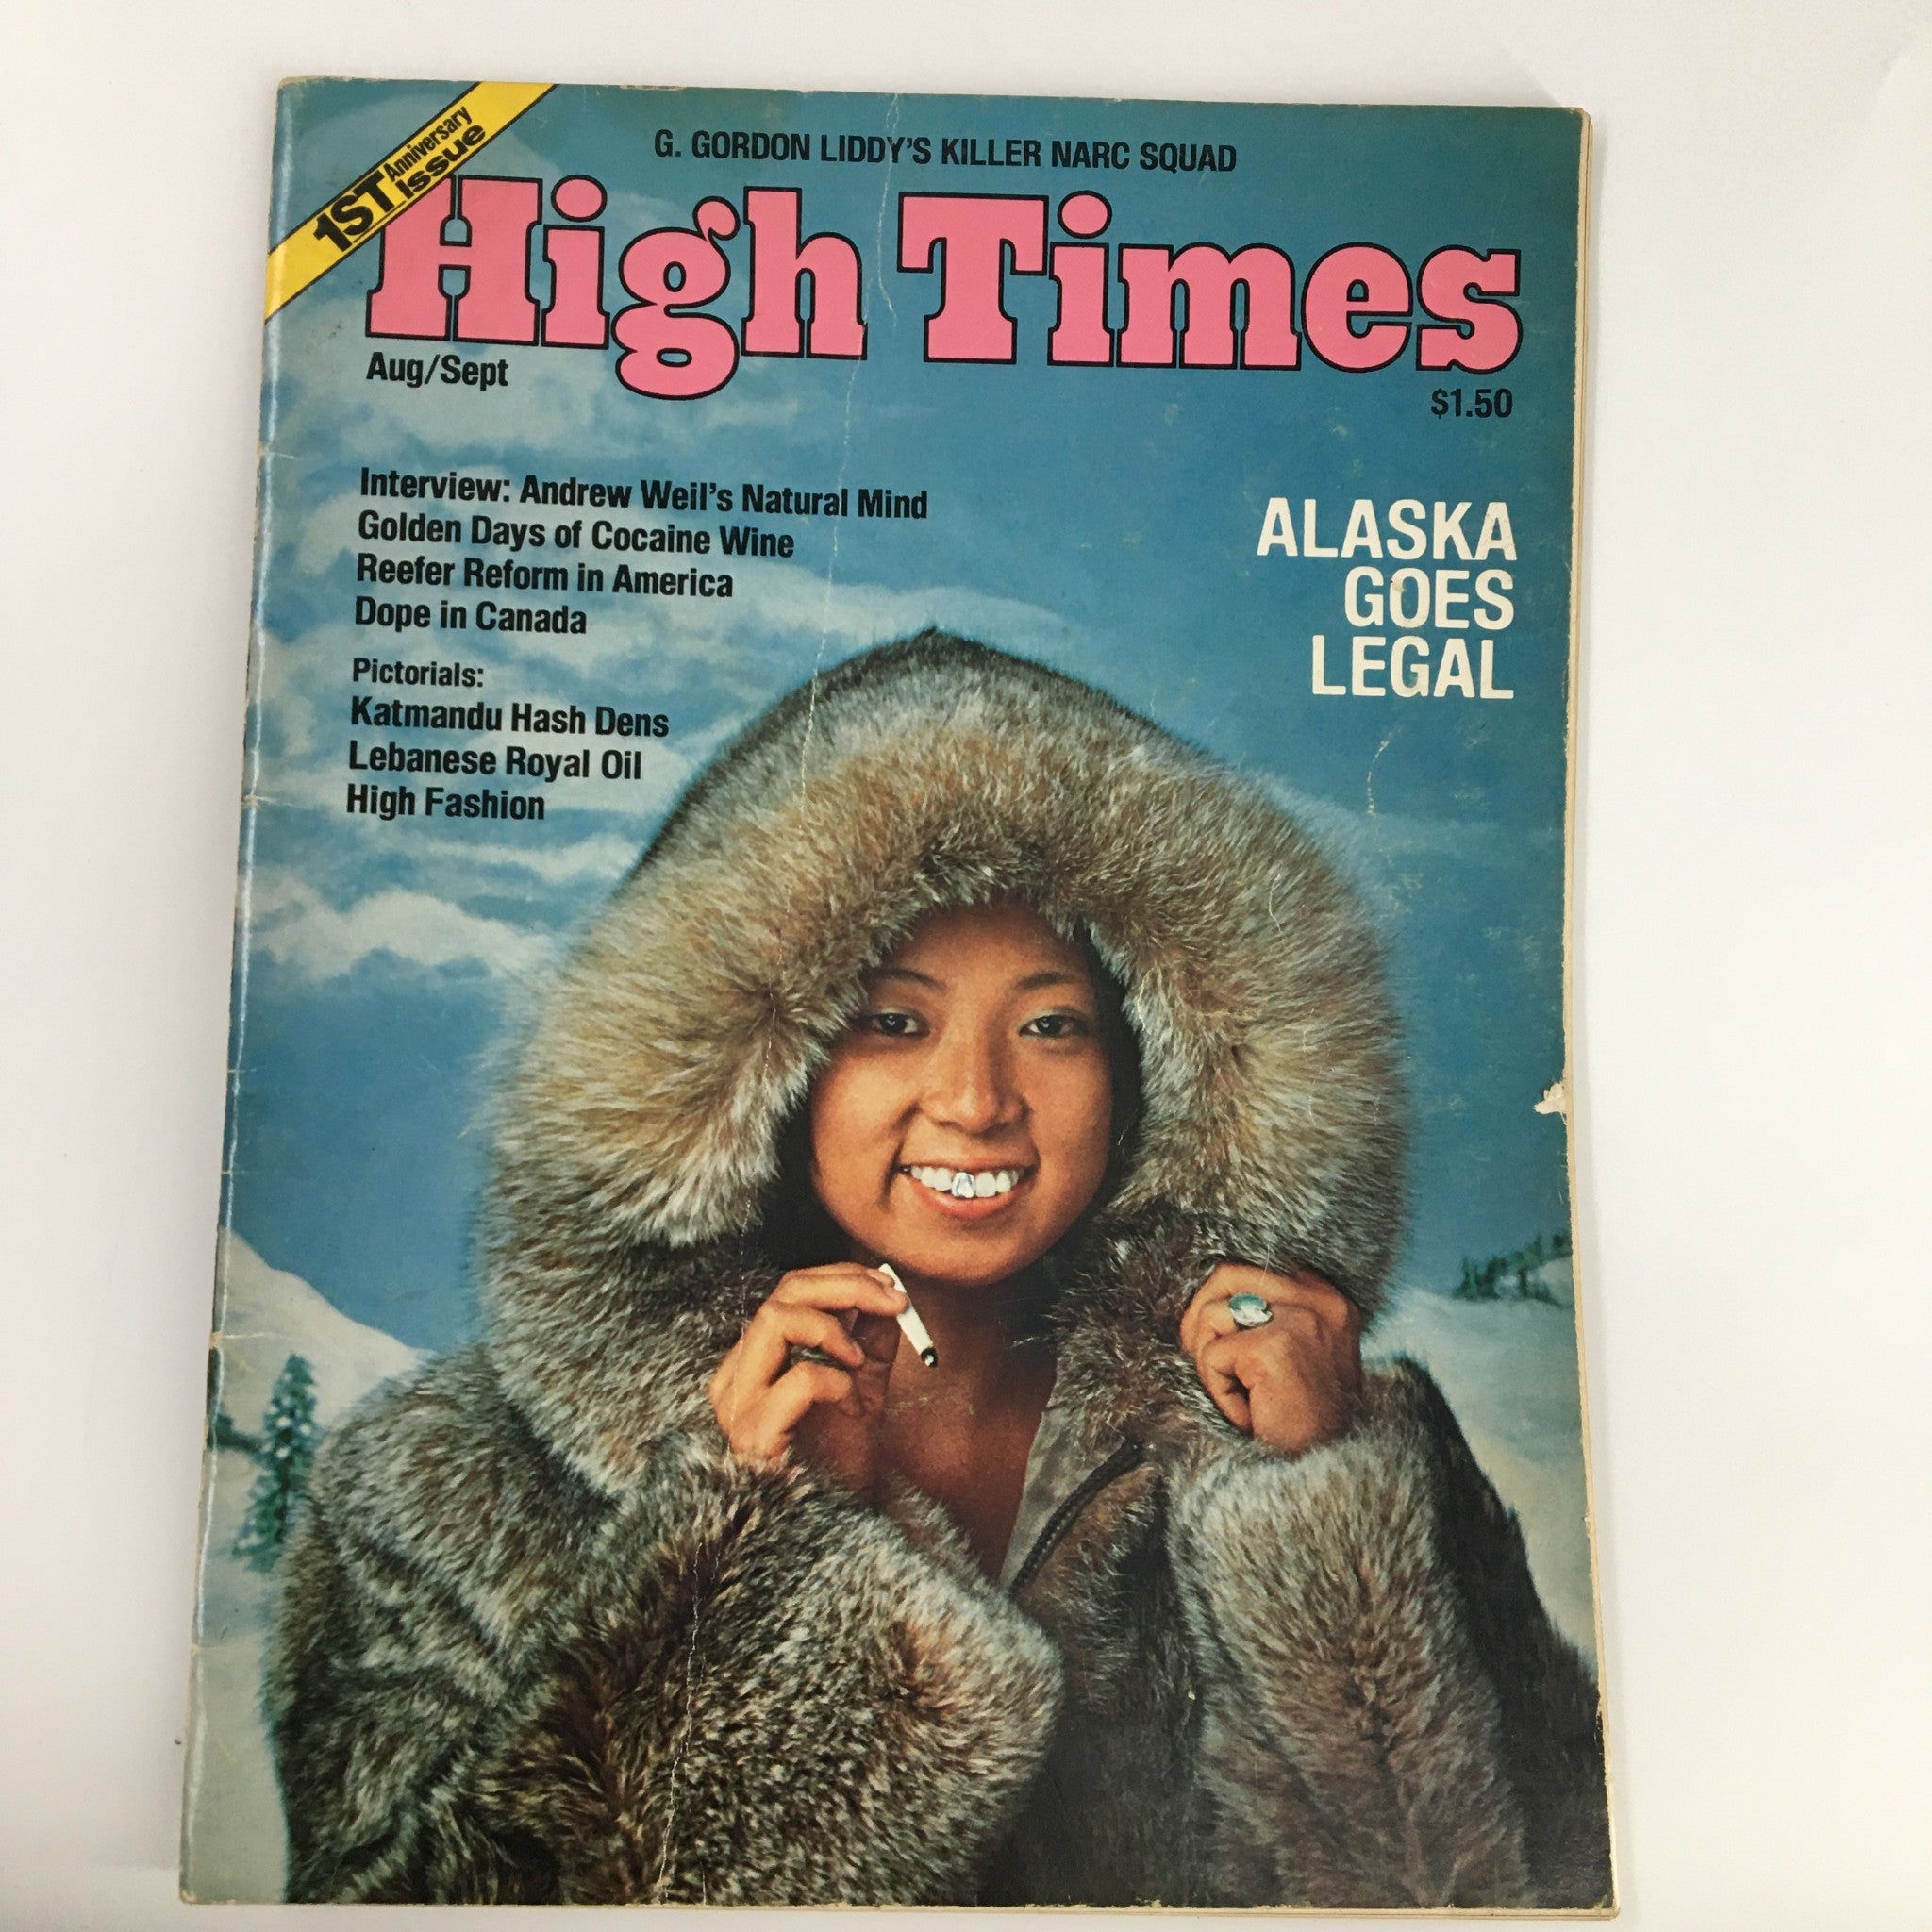 1ST Anniversary
issue
G. GORDON LIDDY'S KILLER NARC SQUAD
High Times
Aug/Sept
$1.50
Interview: Andrew Weil's Natural Mind
Golden Days of Cocaine Wine
Reefer Reform in America
Dope in Canada
Pictorials:
Katmandu Hash Dens
Lebanese Royal Oil
High Fashion
ALASKA
GOES
LEGAL